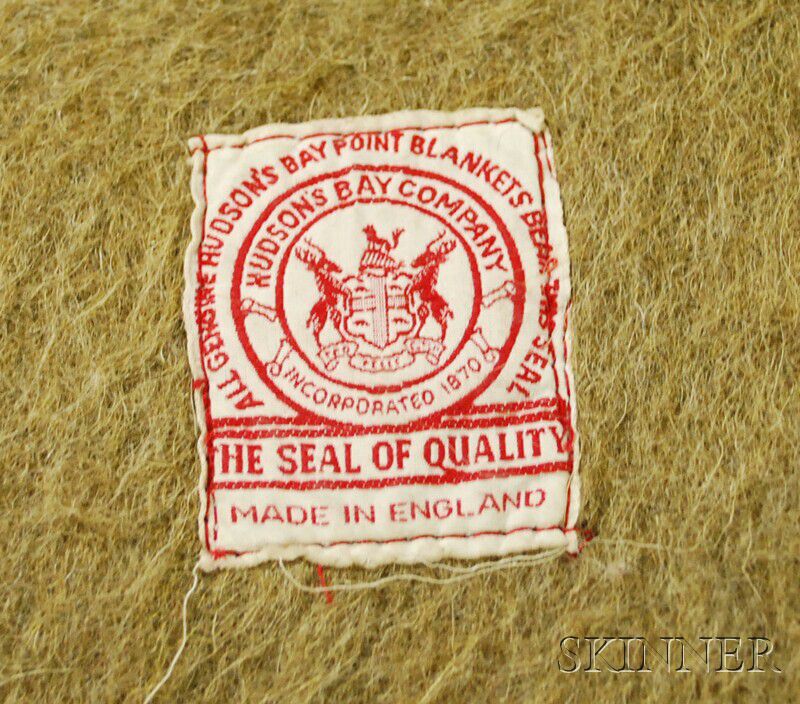 ALL GENUINE HUDSON'S BAY POINT BLANKETS BEAR THIS SEAL
HUDSON'S BAY COMPANY
INCORPORATED 1670
THE SEAL OF QUALITY
MADE IN ENGLAND
SKINNER